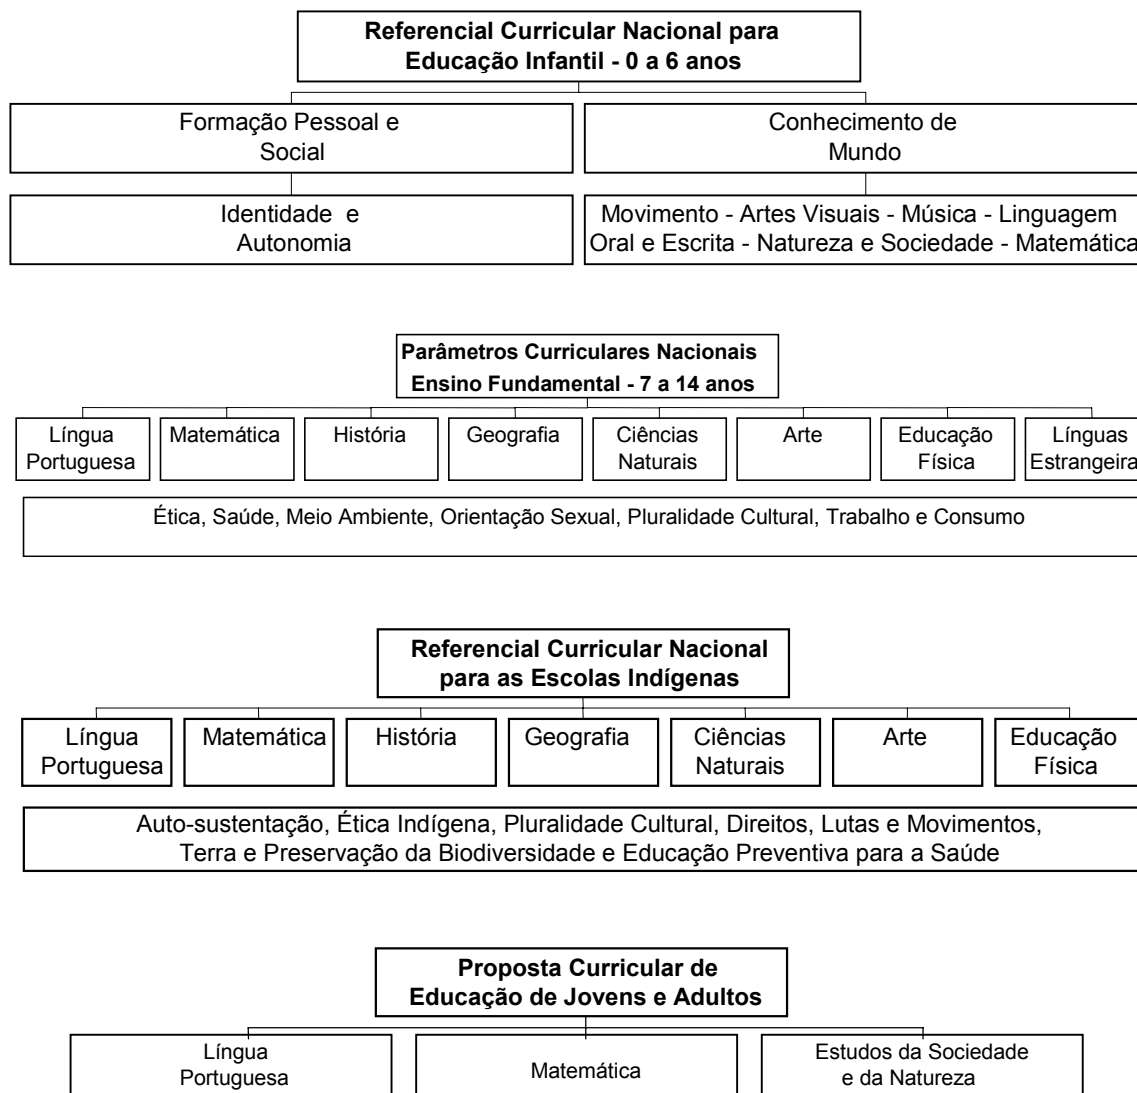 Referencial Curricular Nacional para
Educação Infantil - 0 a 6 anos
Formação Pessoal e
Social
Conhecimento de
Mundo
Identidade e
Autonomia
Movimento - Artes Visuais - Música - Linguagem
Oral e Escrita - Natureza e Sociedade - Matemática
Parâmetros Curriculares Nacionais
Ensino Fundamental - 7 a 14 anos
Língua
Portuguesa
Matemática
História
Geografia
Ciências
Naturais
Arte
Educação
Física
Línguas
Estrangeira
Ética, Saúde, Meio Ambiente, Orientação Sexual, Pluralidade Cultural, Trabalho e Consumo
Referencial Curricular Nacional
para as Escolas Indígenas
Língua
Portuguesa
Matemática
História
Geografia
Ciências
Naturais
Arte
Educação
Física
Auto-sustentação, Ética Indígena, Pluralidade Cultural, Direitos, Lutas e Movimentos,
Terra e Preservação da Biodiversidade e Educação Preventiva para a Saúde
Proposta Curricular de
Educação de Jovens e Adultos
Língua
Portuguesa
Matemática
Estudos da Sociedade
e da Natureza